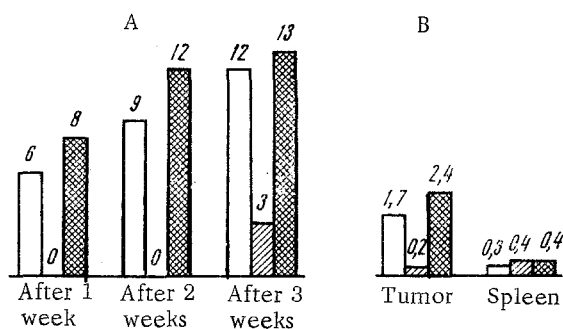 A
B
6
0
8
9
0
12
12
3
13
1,7
0,2
2,4
0,3
0,4
0,4
After 1
week
After 2
weeks
After 3
weeks
Tumor
Spleen